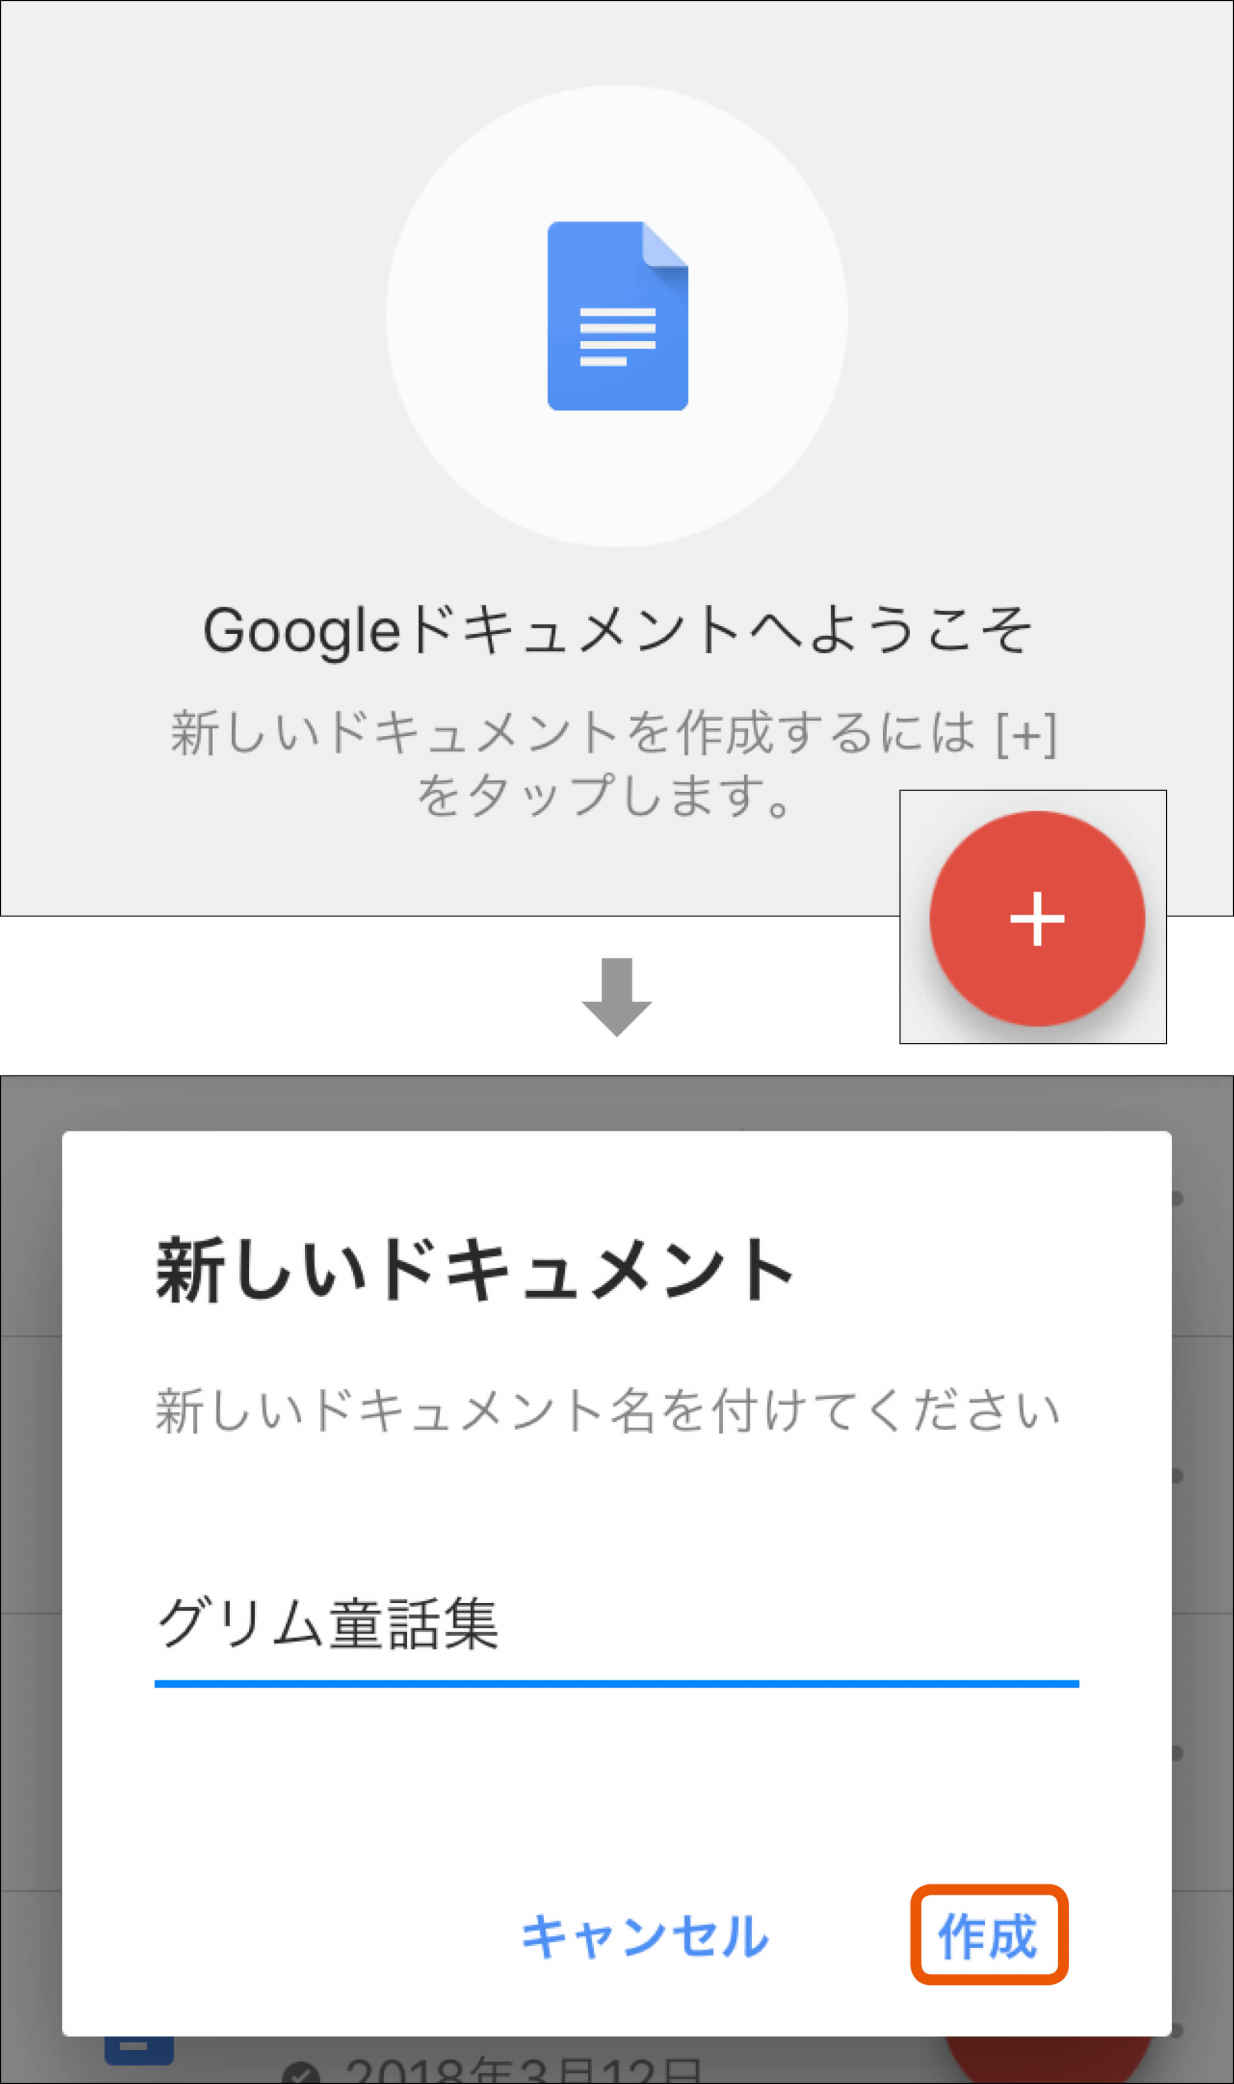 Googleドキュメントへようこそ
新しいドキュメントを作成するには [+]
をタップします。
+
新しいドキュメント
新しいドキュメント名を付けてください
グリム童話集
キャンセル 作成
2018年3月12日